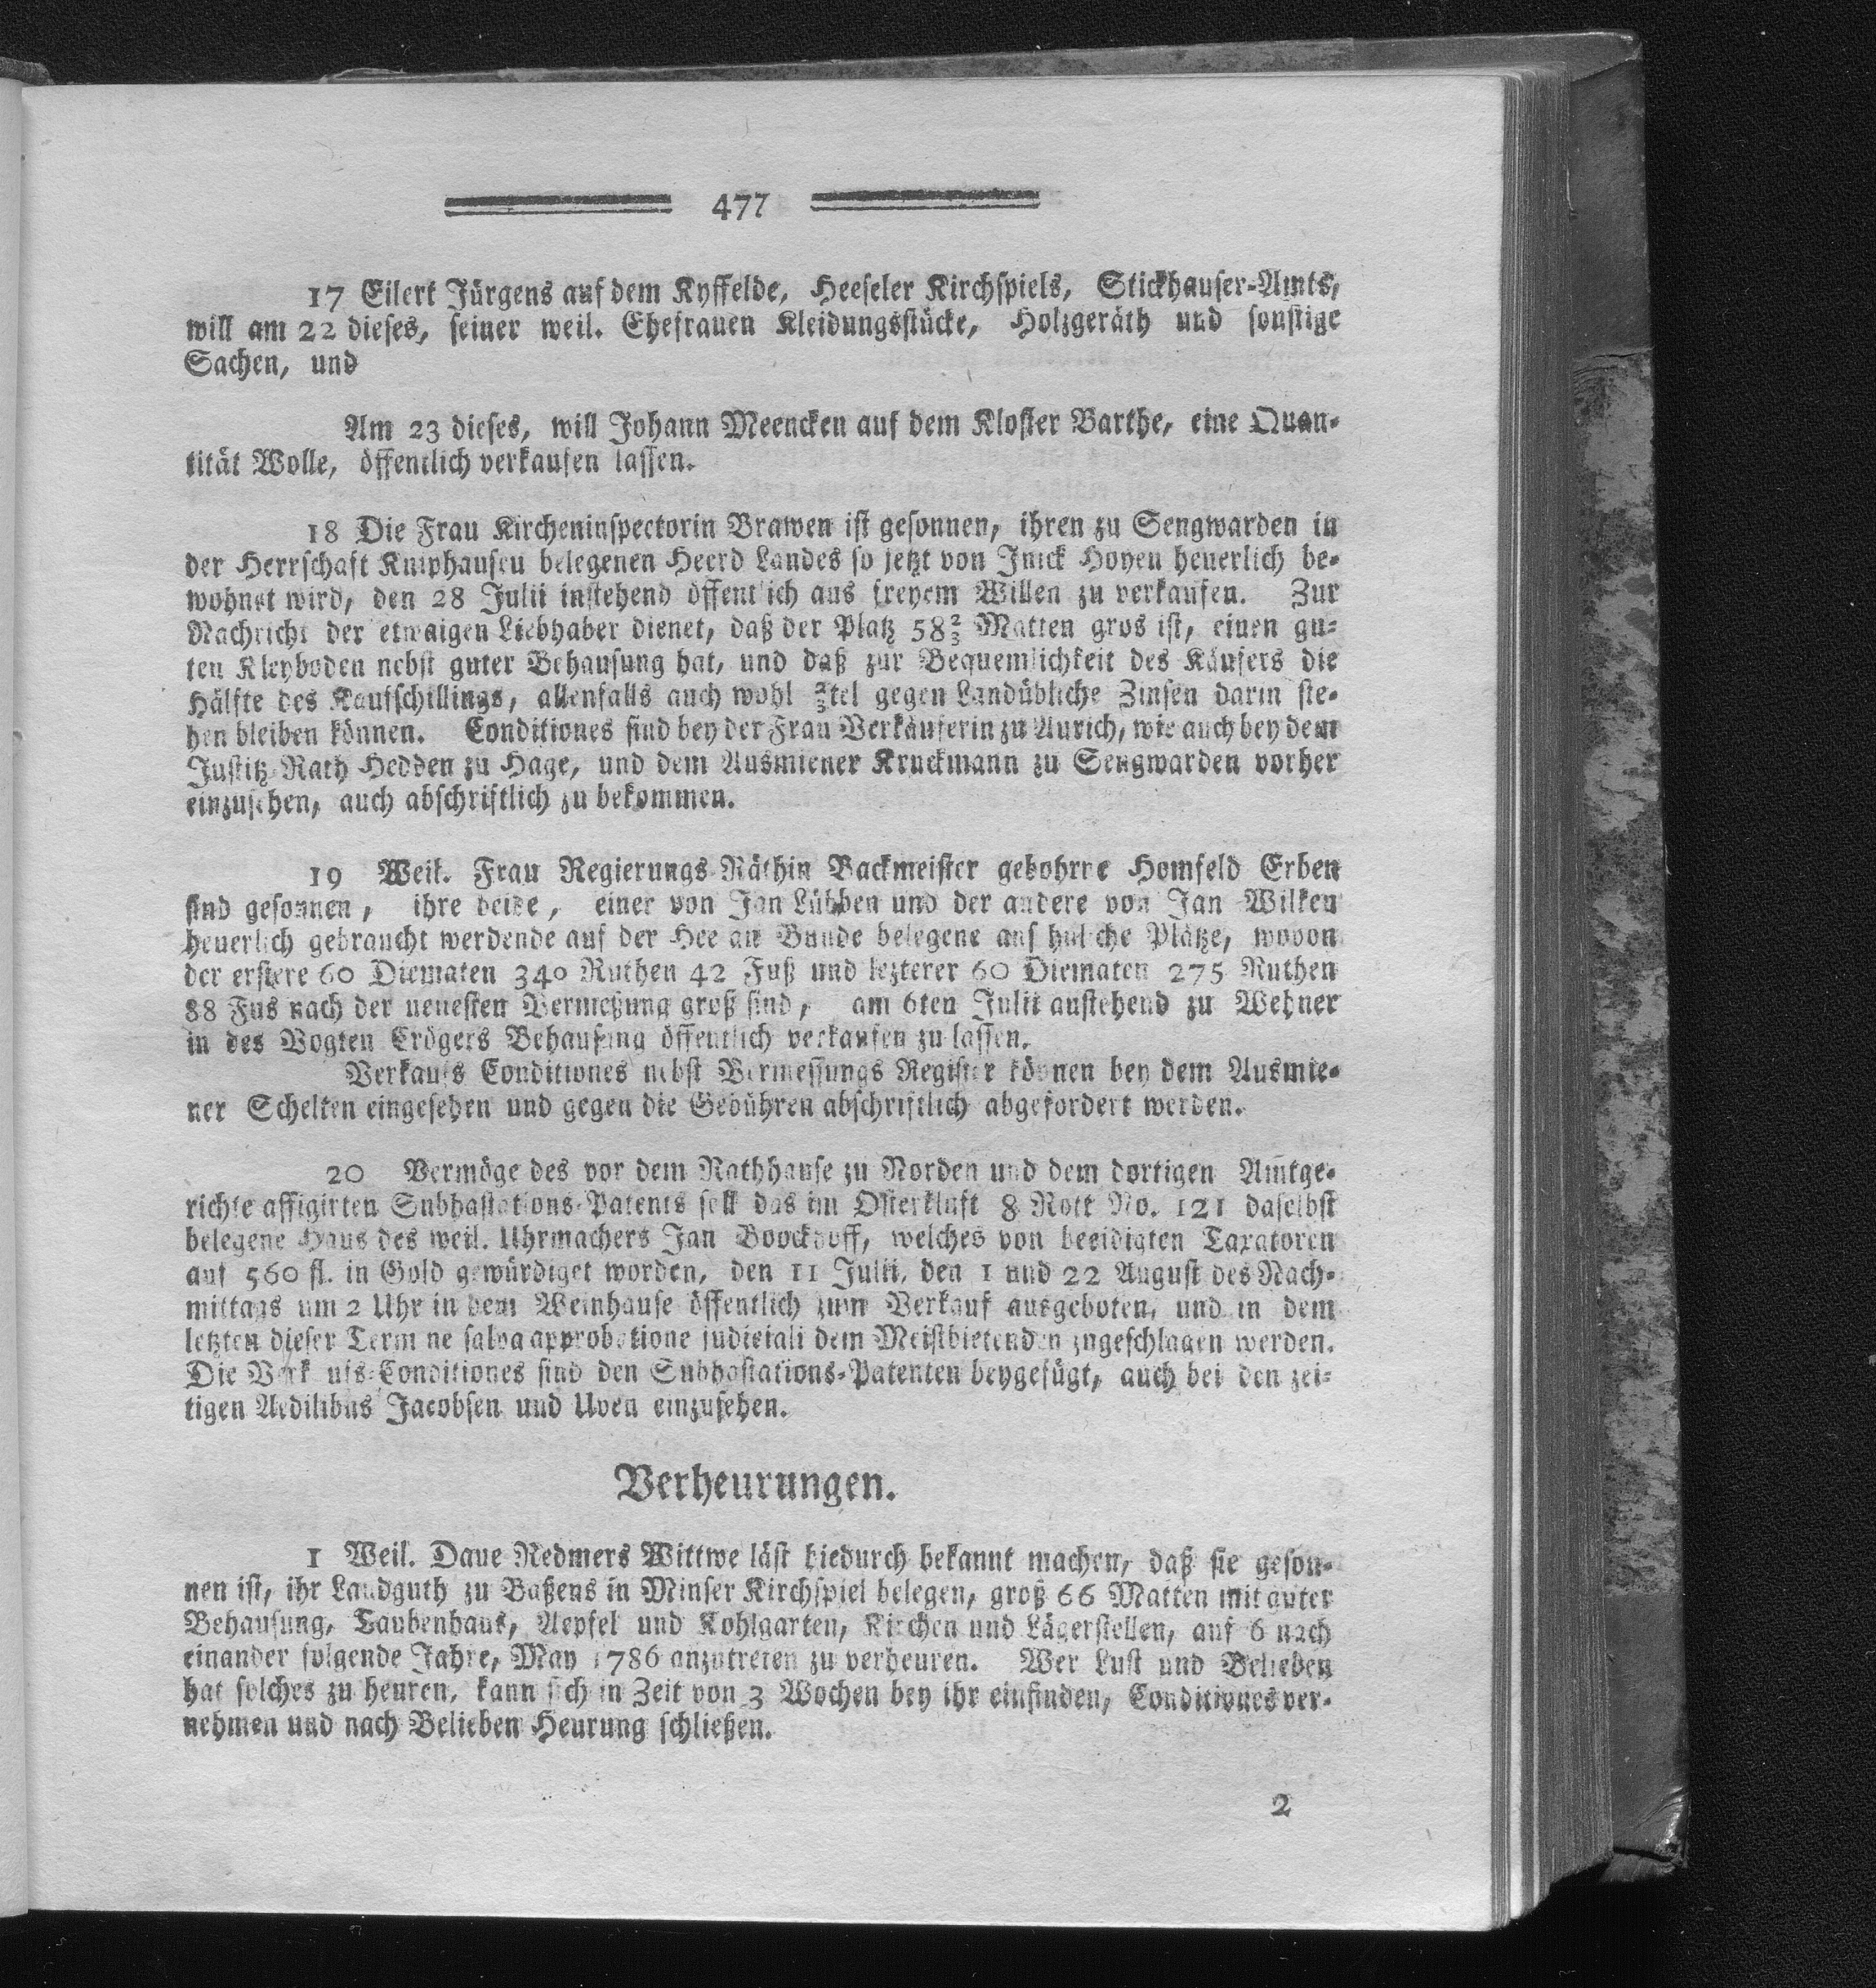 477
17 Eilert Jürgens auf dem Kyffelde, Heeseler Kirchspiels, Stickhauser-Amts,
will am 22 dieses, seiner weil. Ehefrauen Kleidungsstücke, Holzgeräth und sonstige
Sachen, und
Am 23 dieses, will Johann Meencken auf dem Kloster Barthe, eine Quan-
tität Wolle, öffentlich verkaufen lassen.
18 Die Frau Kircheninspectorin Brawen ist gesonnen, ihren zu Sengwarden in
der Herrschaft Kniphausen belegenen Heerd Landes so jetzt von Hoyen heuerlich be-
wohnet wird, den 28 Julii instehend öffentlich aus freyem Willen zu verkaufen. Zur
Nachricht der etwaigen Liebhaber dienet, daß der Platz 58 2/3 Matten gros ist, einen gu-
ten Kleyboden nebst guter Behausung hat, und daß zur Bequemlichkeit des Käufers die
Hälfte des Kaufschillings, allenfalls auch wohl 2/3tel gegen Landübliche Zinsen darin ste-
hen bleiben können. Conditiones sind bey der Frau Verkäuferin zu Aurich, wie auch bey dem
Justitz-Rath Hedden zu Hage, und dem Ausmiener Kruckmann zu Sengwarden vorher
einzusehen, auch abschriftlich zu bekommen.
19 Weil. Frau Regierungs-Räthin Backmeister gebohrne Homfeld Erben
sind gesonnen, ihre beide, einer von Jan Lübben und der andere von Jan Wilken
heuerlich gebraucht werdende auf der Hee an Bunde belegene Plätze, wovon
der erstere 60 Diematen 340 Ruthen 42 Fuß und lezterer 60 Diematen 275 Ruthen
88 Fus nach der neuesten Vermeßung groß sind, am 6ten Julii anstehend zu Wehner
in des Vogten Crögers Behausung öffentlich verkaufen zu lassen.
Verkaufs Conditiones nebst Vermessungs Register können bey dem Ausmie-
ner Schelten eingesehen und gegen die Gebühren abschriftlich abgefordert werden.
20 Vermöge des vor dem Rathhause zu Norden und dem dortigen Am̃tge-
richte affigirten Subhastations-Patents soll das im Osterkluft 8 Rott No. 121 daselbst
belegene Haus des weil. Uhrmachers Jan Boockdoff, welches von beeidigten Taxatoren
auf 560 fl. in Gold gewürdiget worden, den 11 Julii, den 1 und 22 August des Nach-
mittags um 2 Uhr in dem Weinhause öffentlich zum Verkauf ausgeboten, und in dem
letzten dieser Termine salva approbatione judiciali dem Meistbietenden zugeschlagen werden.
Die Verkaufs-Conditiones sind den Subhastations-Patenten beygefügt, auch bei den zei-
tigen Aedilibus Jacobsen und Uven einzusehen.
Verheurungen.
1 Weil. Daue Redmers Wittwe läst hiedurch bekannt machen, daß sie geson-
nen ist, ihr Landguth zu Baßens in Minser Kirchspiel belegen, groß 66 Matten mit guter
Behausung, Taubenhaus, Aepfel und Kohlgarten, Kirchen und Lägerstellen, auf 6 nach
einander folgende Jahre, May 1786 anzutreten zu verheuren. Wer Lust und Belieben
hat solches zu heuren, kann sich in Zeit von 3 Wochen bey ihr einfinden, Conditiones ver-
nehmen und nach Belieben Heurung schließen.
2